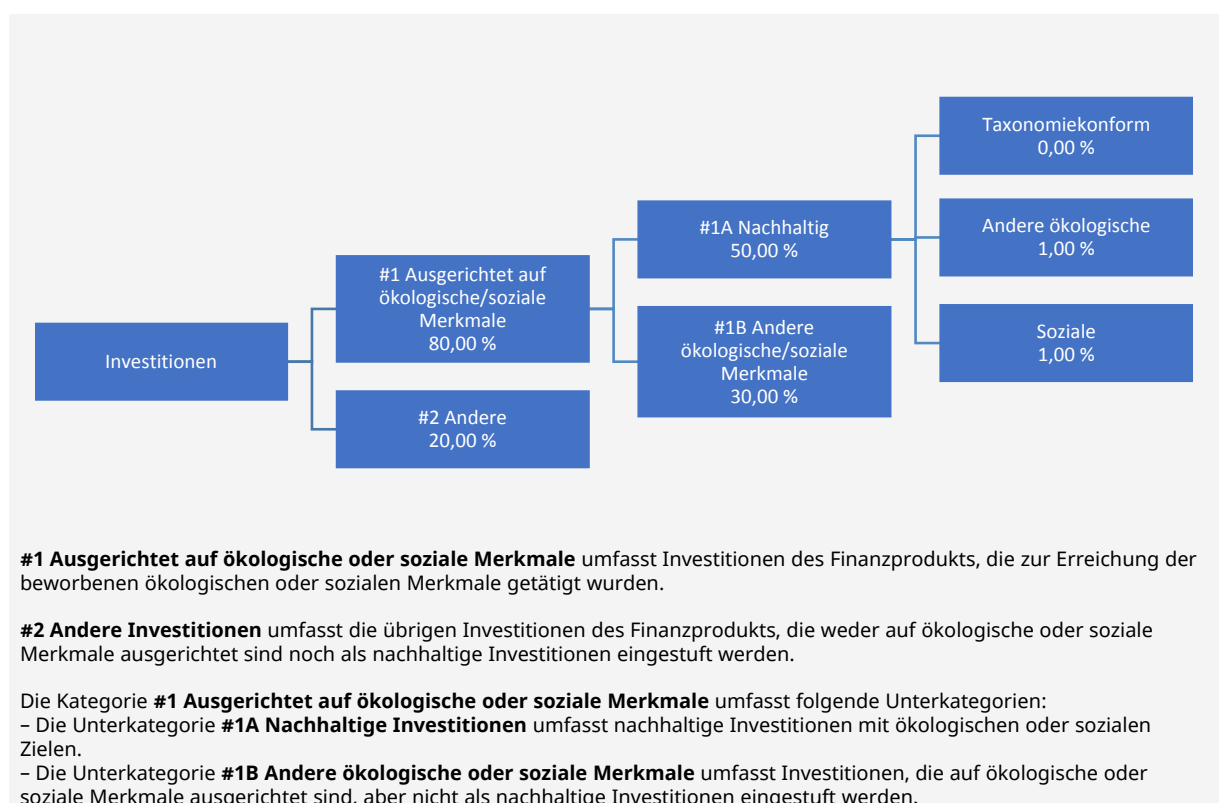 Investitionen
#1 Ausgerichtet auf
ökologische/soziale
Merkmale
80,00 %
#2 Andere
20,00 %
#1A Nachhaltig
50,00 %
#1B Andere
ökologische/soziale
Merkmale
30,00 %
Taxonomiekonform
0,00 %
Andere ökologische
1,00 %
Soziale
1,00 %
#1 Ausgerichtet auf ökologische oder soziale Merkmale umfasst Investitionen des Finanzprodukts, die zur Erreichung der
beworbenen ökologischen oder sozialen Merkmale getätigt wurden.
#2 Andere Investitionen umfasst die übrigen Investitionen des Finanzprodukts, die weder auf ökologische oder soziale
Merkmale ausgerichtet sind noch als nachhaltige Investitionen eingestuft werden.
Die Kategorie #1 Ausgerichtet auf ökologische oder soziale Merkmale umfasst folgende Unterkategorien:
– Die Unterkategorie #1A Nachhaltige Investitionen umfasst nachhaltige Investitionen mit ökologischen oder sozialen
Zielen.
– Die Unterkategorie #1B Andere ökologische oder soziale Merkmale umfasst Investitionen, die auf ökologische oder
soziale Merkmale ausgerichtet sind, aber nicht als nachhaltige Investitionen eingestuft werden.